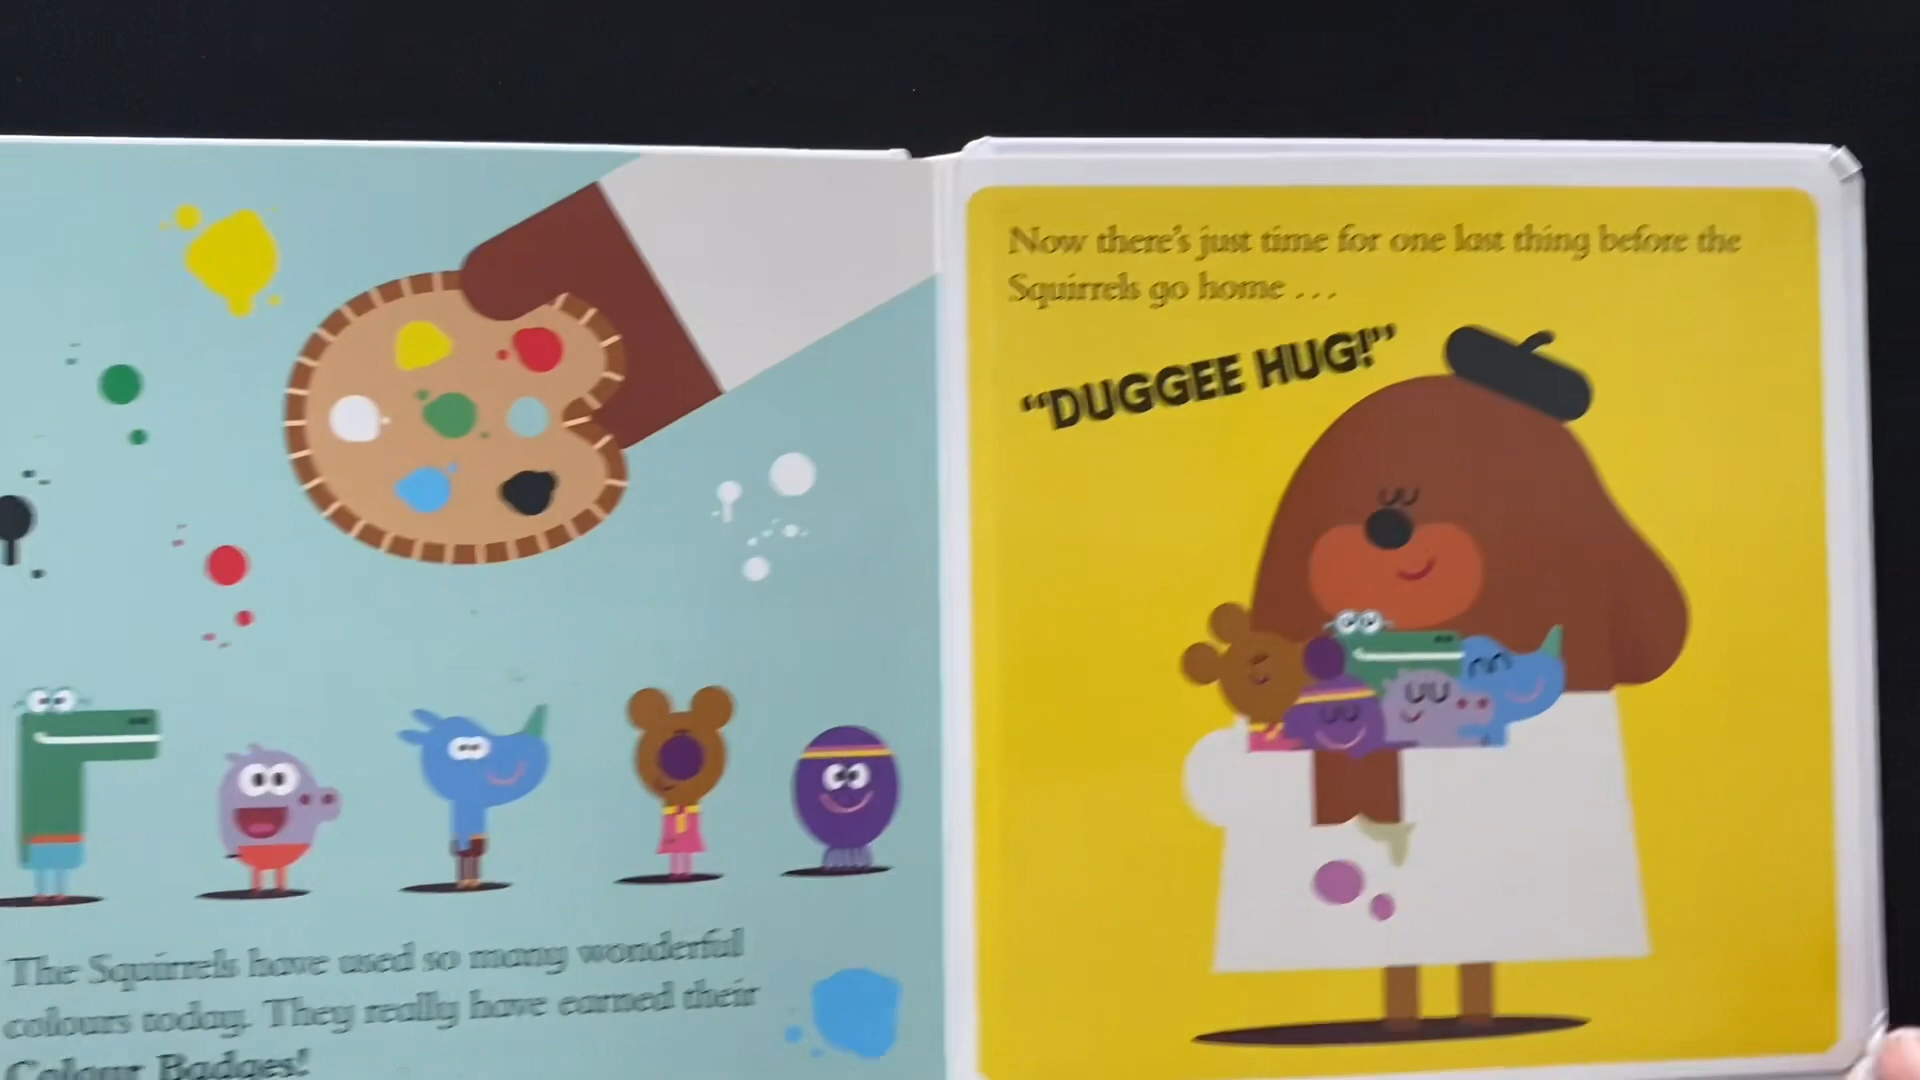 The Squirrels have used so many wonderful
colours today. They really have earned their
Colour Badges!
Now there's just time for one last thing before the
Squirrels go home ...
“DUGGEE HUG!”